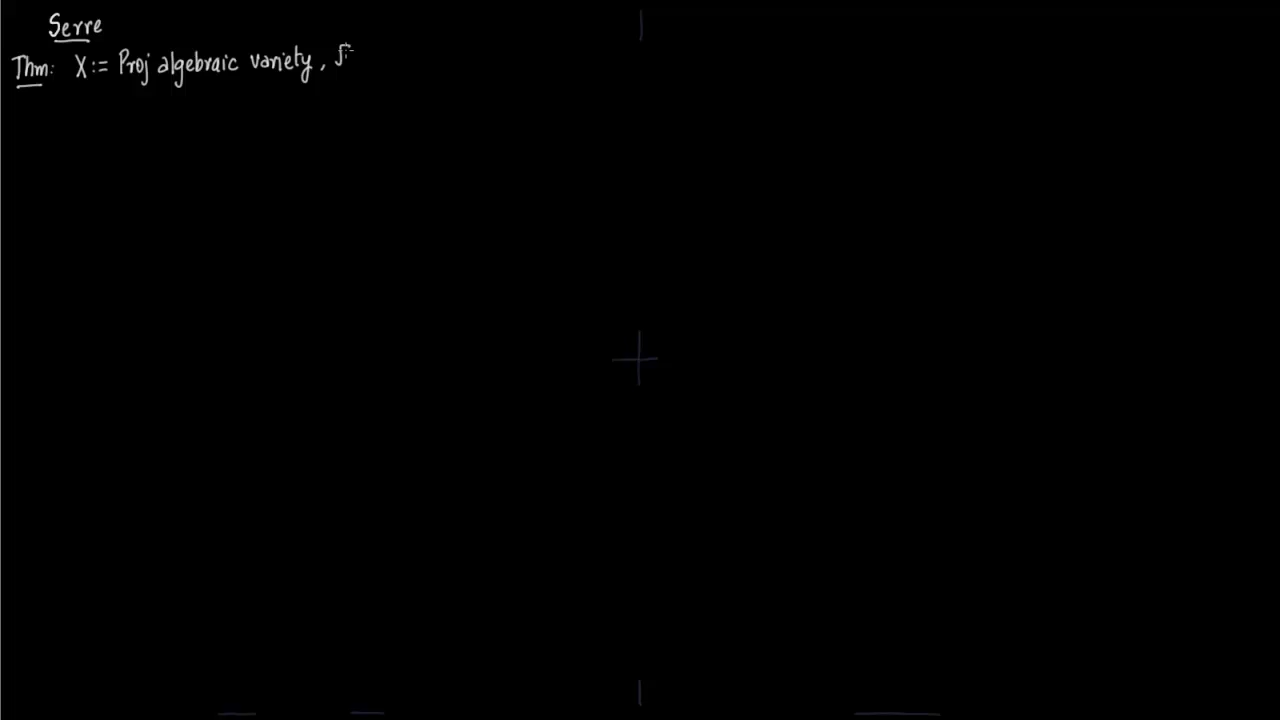 Serre
Thm: X := Proj algebraic variety,